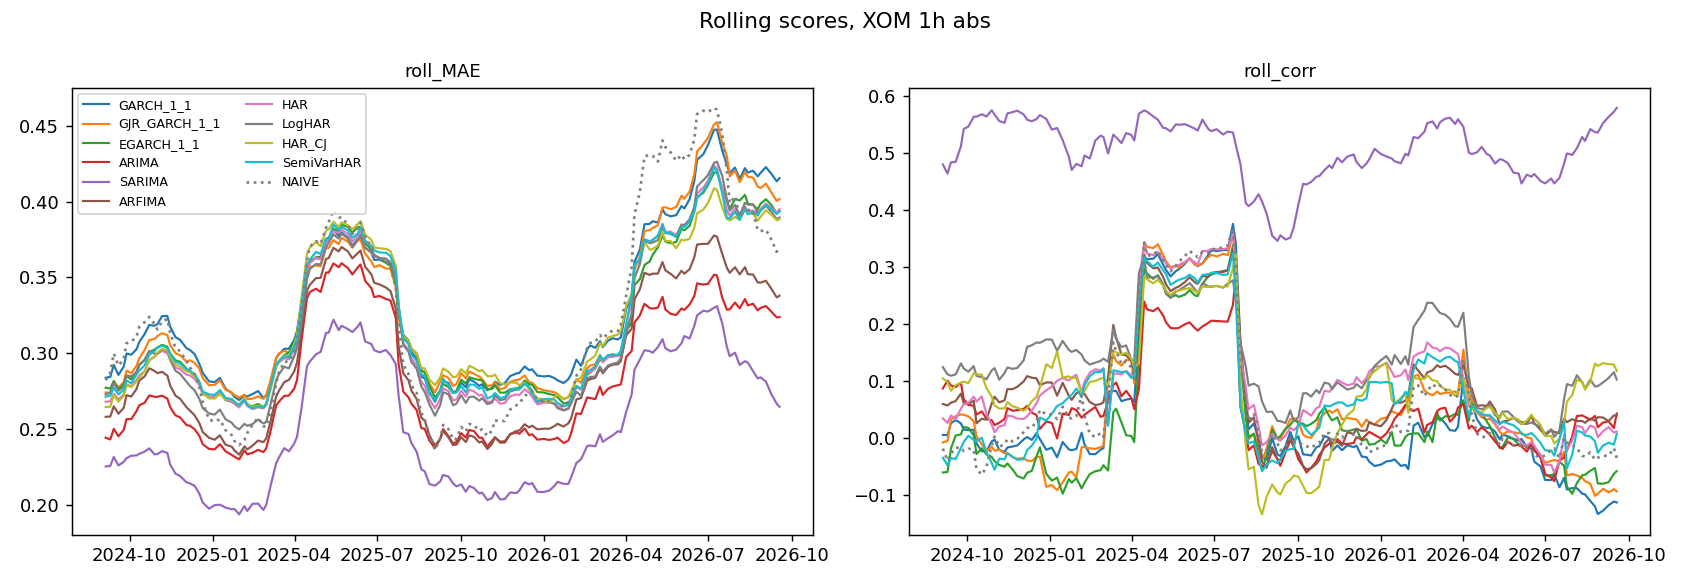 Rolling scores, XOM 1h abs
roll_MAE
GARCH_1_1
GJR_GARCH_1_1
EGARCH_1_1
ARIMA
SARIMA
ARFIMA
HAR
LogHAR
HAR_CJ
SemiVarHAR
NAIVE
0.45
0.40
0.35
0.30
0.25
0.20
2024-10 2025-01 2025-04 2025-07 2025-10 2026-01 2026-04 2026-07 2026-10
roll_corr
0.6
0.5
0.4
0.3
0.2
0.1
0.0
−0.1
2024-10 2025-01 2025-04 2025-07 2025-10 2026-01 2026-04 2026-07 2026-10